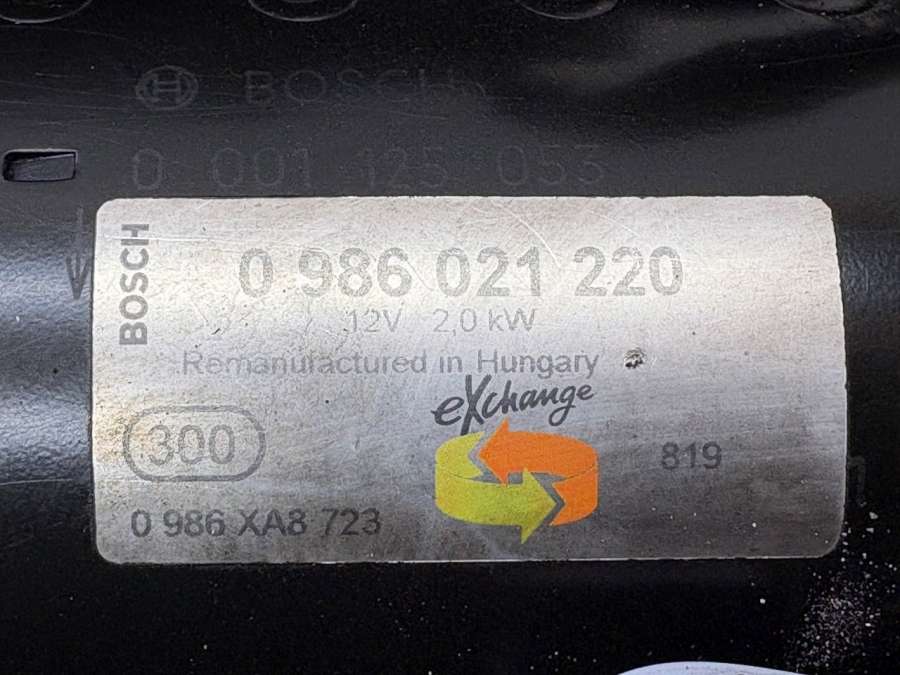 BOSCH
0 001 125 053
BOSCH
0 986 021 220
12V 2,0 kW
Remanufactured in Hungary
eXchange
300
819
0 986 XA8 723